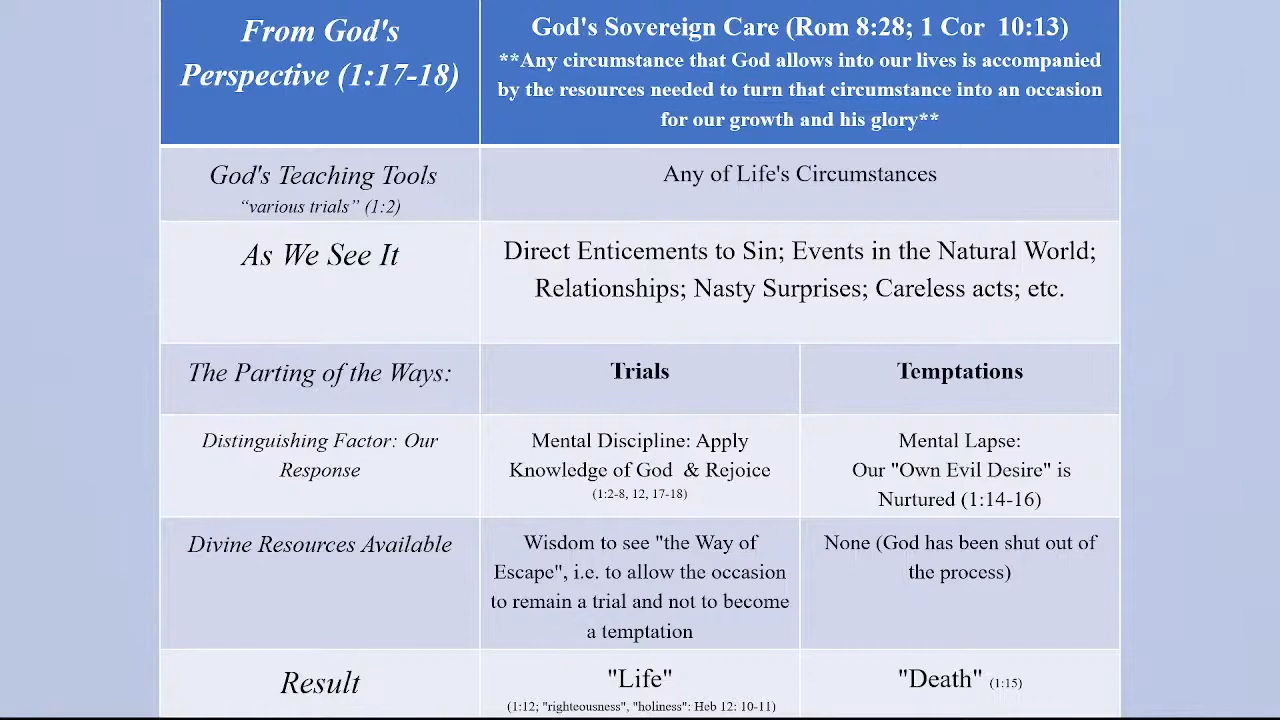 From God's
Perspective (1:17-18)
God's Sovereign Care (Rom 8:28; 1 Cor 10:13)
**Any circumstance that God allows into our lives is accompanied
by the resources needed to turn that circumstance into an occasion
for our growth and his glory**
God's Teaching Tools
“various trials” (1:2)
Any of Life's Circumstances
As We See It
Direct Enticements to Sin; Events in the Natural World;
Relationships; Nasty Surprises; Careless acts; etc.
The Parting of the Ways:
Trials
Temptations
Distinguishing Factor: Our
Response
Mental Discipline: Apply
Knowledge of God & Rejoice
(1:2-8, 12, 17-18)
Mental Lapse:
Our "Own Evil Desire" is
Nurtured (1:14-16)
Divine Resources Available
Wisdom to see "the Way of
Escape", i.e. to allow the occasion
to remain a trial and not to become
a temptation
None (God has been shut out of
the process)
Result
"Life"
(1:12; "righteousness", "holiness": Heb 12: 10-11)
"Death" (1:15)